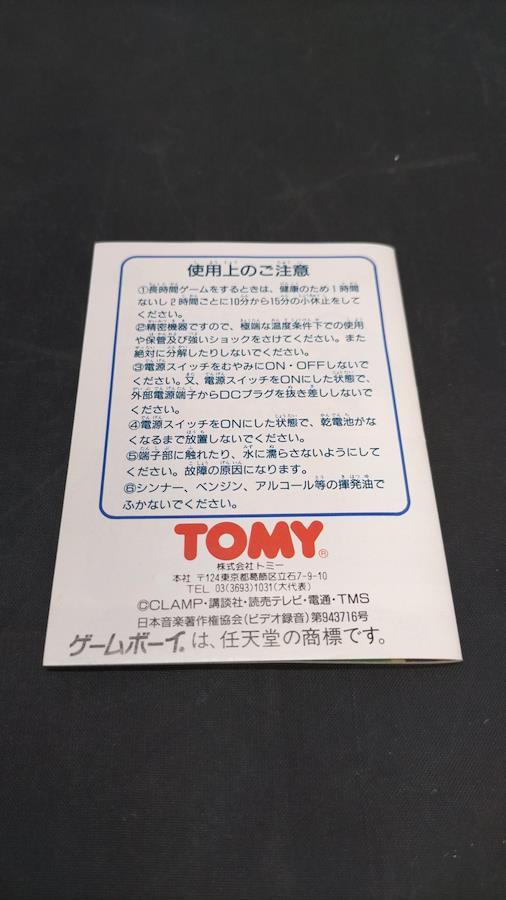 使用上のご注意
①長時間ゲームをするときは、健康のため1時間
ないし2時間ごとに10分から15分の小休止をして
ください。
②精密機器ですので、極端な温度条件下での使用
や保管及び強いショックをさけてください。また
絶対に分解したりしないでください。
③電源スイッチをむやみにON・OFFしないで
ください。又、電源スイッチをONにした状態で、
外部電源端子からDCプラグを抜き差ししないで
ください。
④電源スイッチをONにした状態で、乾電池がな
くなるまで放置しないでください。
⑤端子部に触れたり、水に濡らさないようにして
ください。故障の原因になります。
⑥シンナー、ベンジン、アルコール等の揮発油で
ふかないでください。
TOMY®
株式会社トミー
本社 〒124東京都葛飾区立石7-9-10
TEL 03(3693)1031(大代表)
©CLAMP・講談社・読売テレビ・電通・TMS
日本音楽著作権協会(ビデオ録音)第943716号
ゲームボーイ®は、任天堂の商標です。